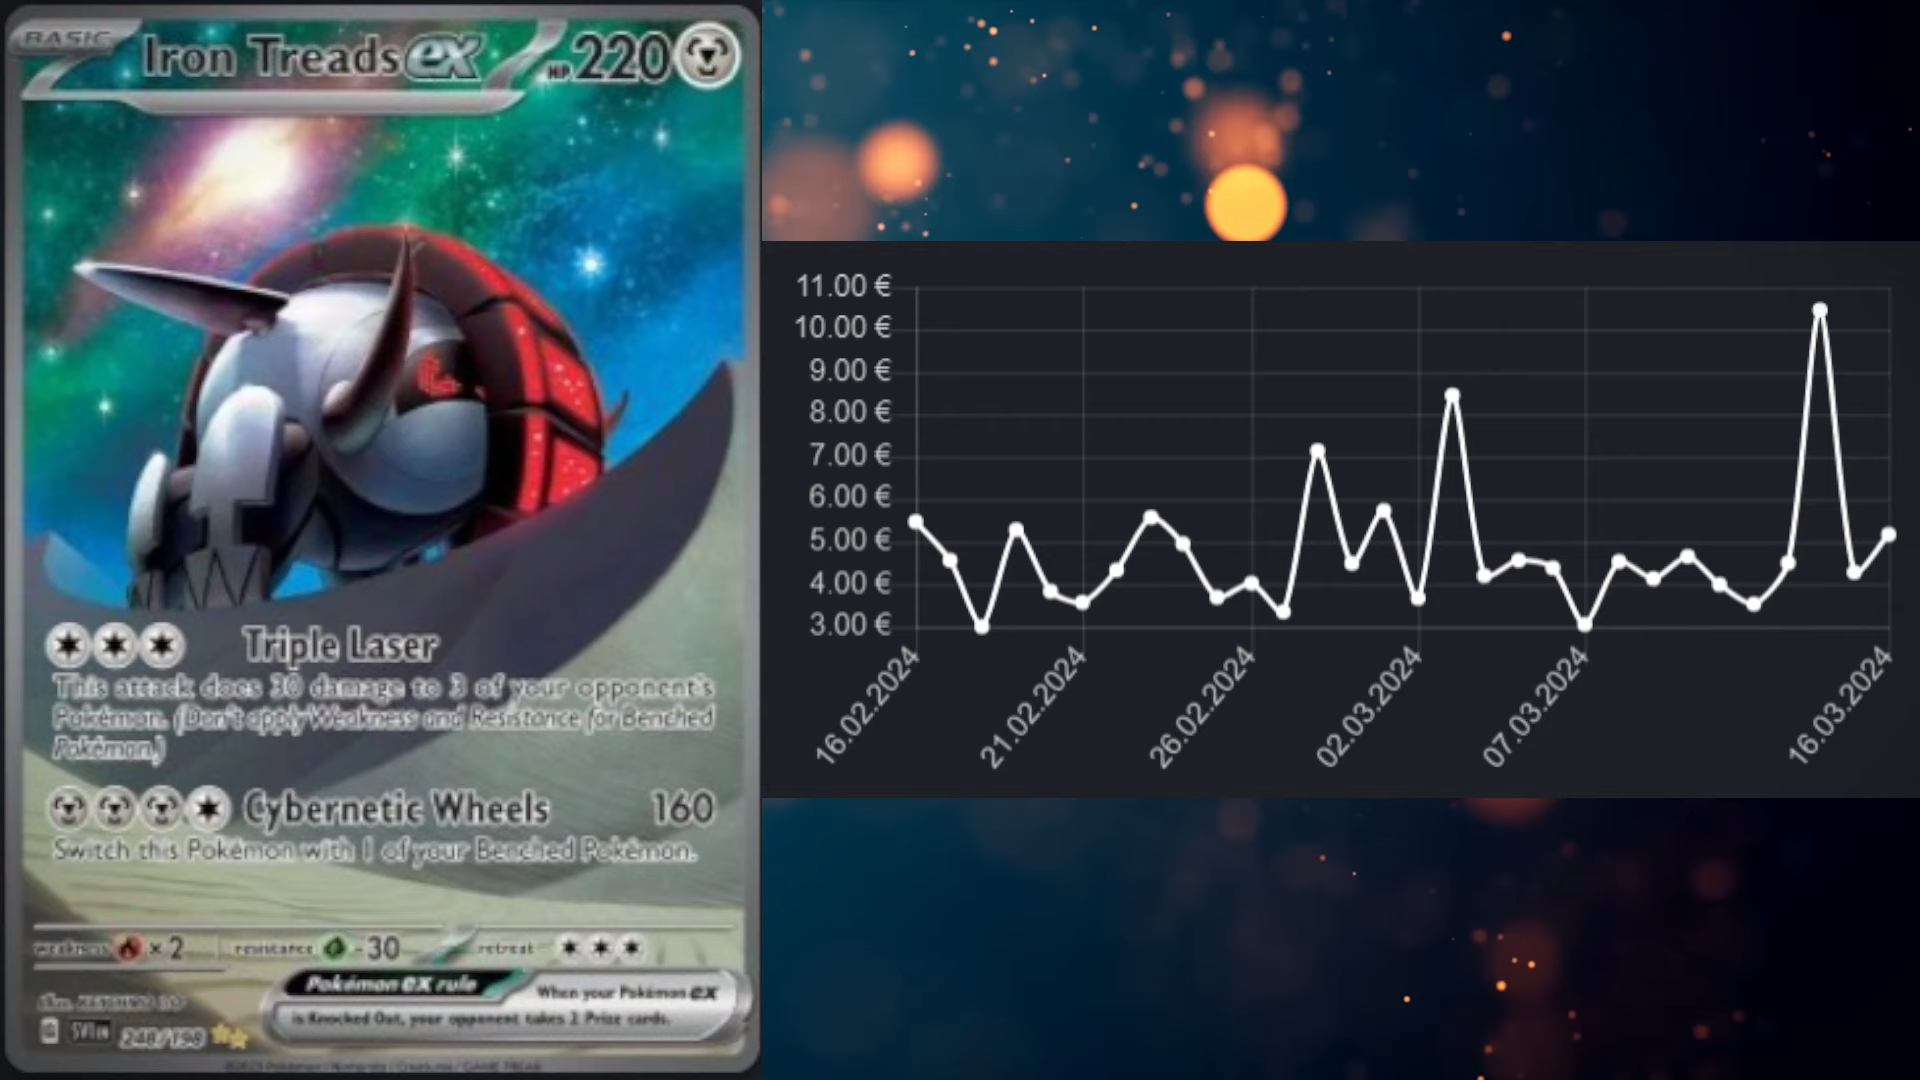 BASIC
Iron Treads ex HP 220
Triple Laser
This attack does 30 damage to 3 of your opponent's
Pokémon. (Don't apply Weakness and Resistance for Benched
Pokémon.)
Cybernetic Wheels 160
Switch this Pokémon with 1 of your Benched Pokémon.
weakness ×2 resistance -30 retreat
Pokémon ex rule When your Pokémon ex
is Knocked Out, your opponent takes 2 Prize cards.
Illus.
G SVI EN 248/198
11.00 €
10.00 €
9.00 €
8.00 €
7.00 €
6.00 €
5.00 €
4.00 €
3.00 €
16.02.2024
21.02.2024
26.02.2024
02.03.2024
07.03.2024
16.03.2024